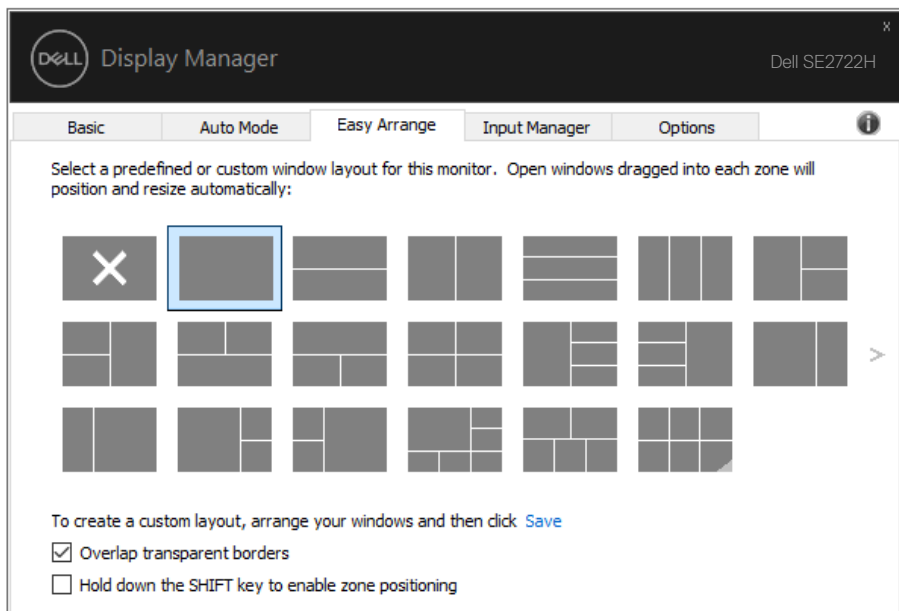 x
DELL Display Manager
Dell SE2722H
Basic Auto Mode Easy Arrange Input Manager Options
Select a predefined or custom window layout for this monitor. Open windows dragged into each zone will
position and resize automatically:
To create a custom layout, arrange your windows and then click Save
Overlap transparent borders
Hold down the SHIFT key to enable zone positioning